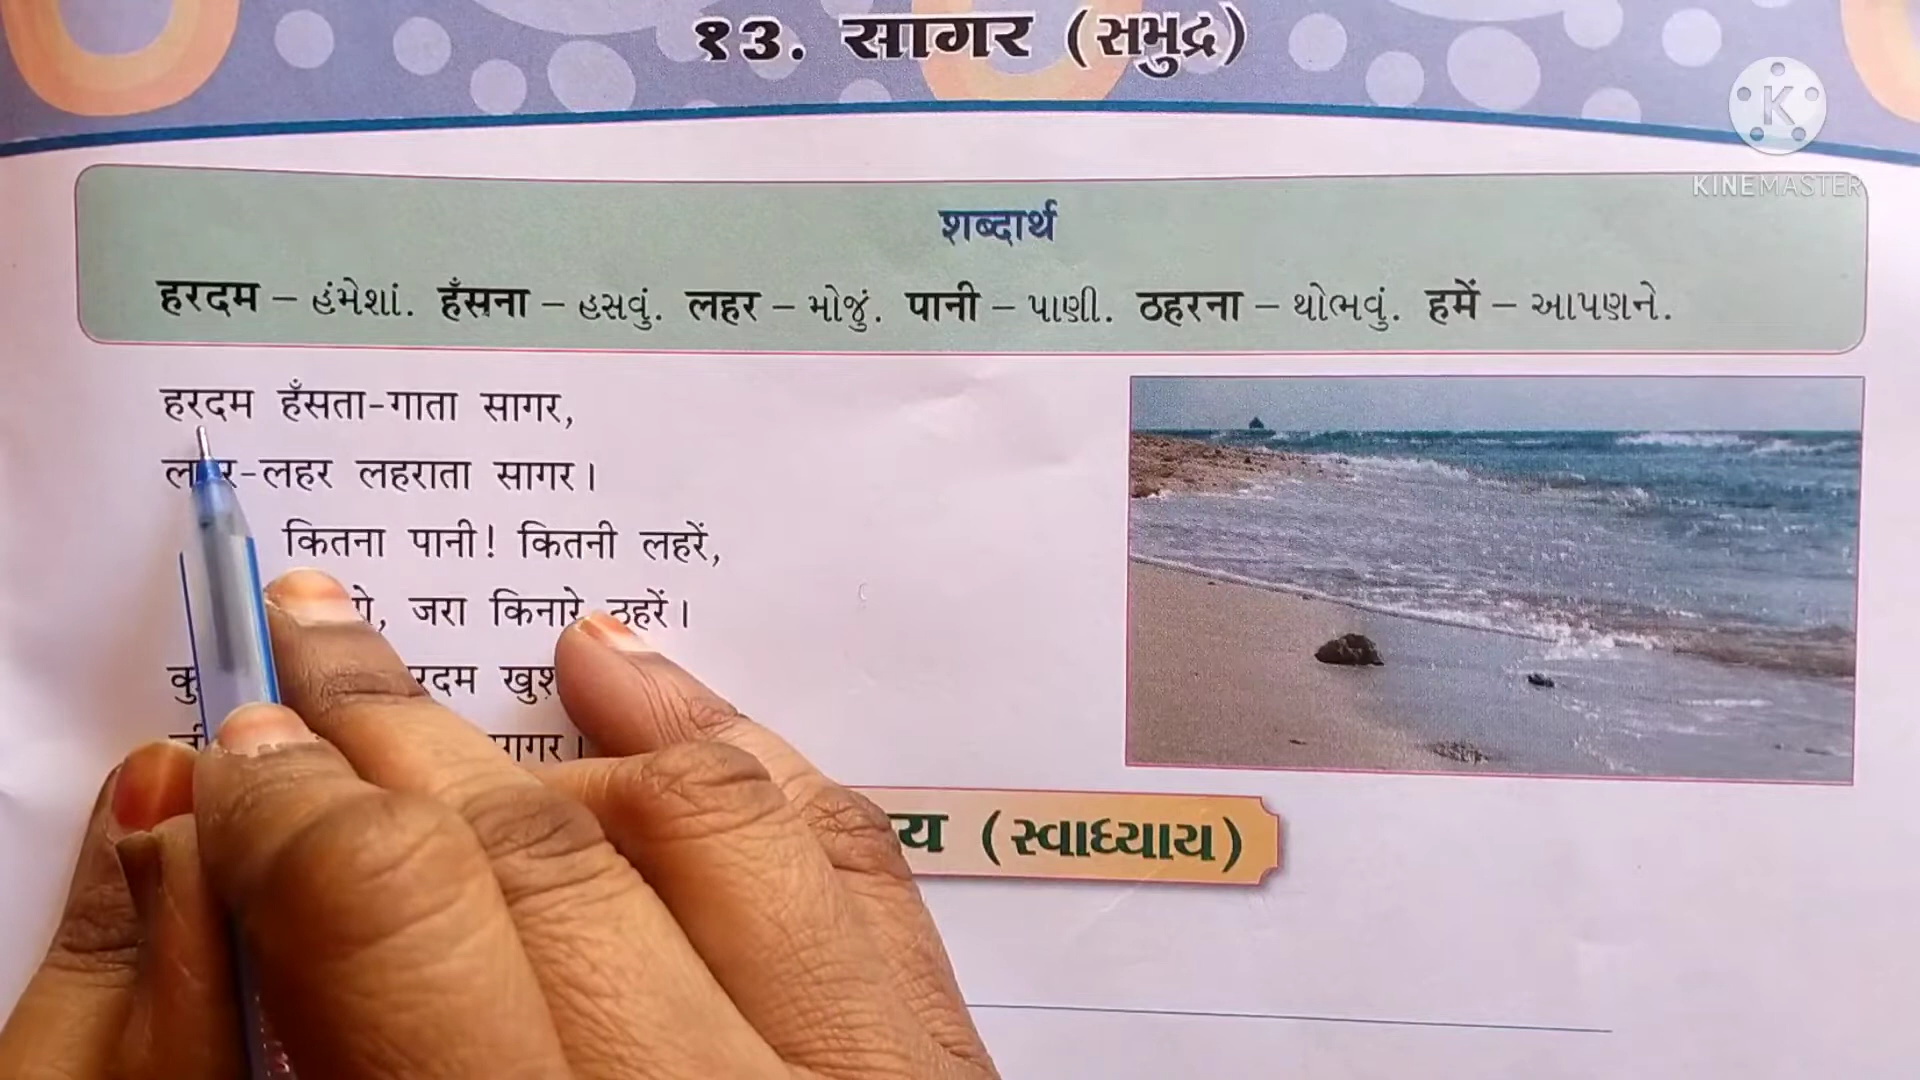 १३. सागर (સમુદ્ર)
KINEMASTER
शब्दार्थ
हरदम – હંમેશાં. हँसना – હસવું. लहर – મોજું. पानी – પાણી. ठहरना – થોભવું. हमें – આપણને.
हरदम हँसता-गाता सागर,
लहर-लहर लहराता सागर।
कितना पानी! कितनी लहरें,
जरा किनारे ठहरें।
सागर।
(સ્વાધ્યાય)